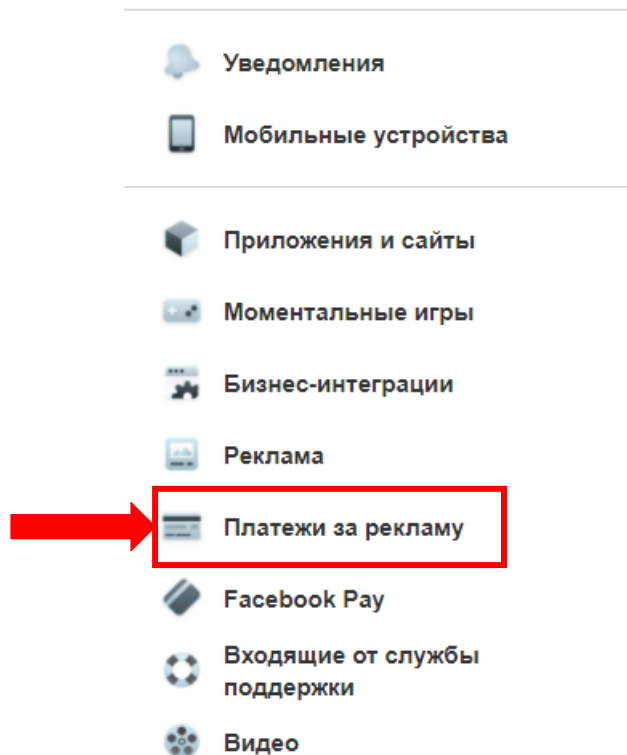 Уведомления
Мобильные устройства
Приложения и сайты
Моментальные игры
Бизнес-интеграции
Реклама
Платежи за рекламу
Facebook Pay
Входящие от службы
поддержки
Видео